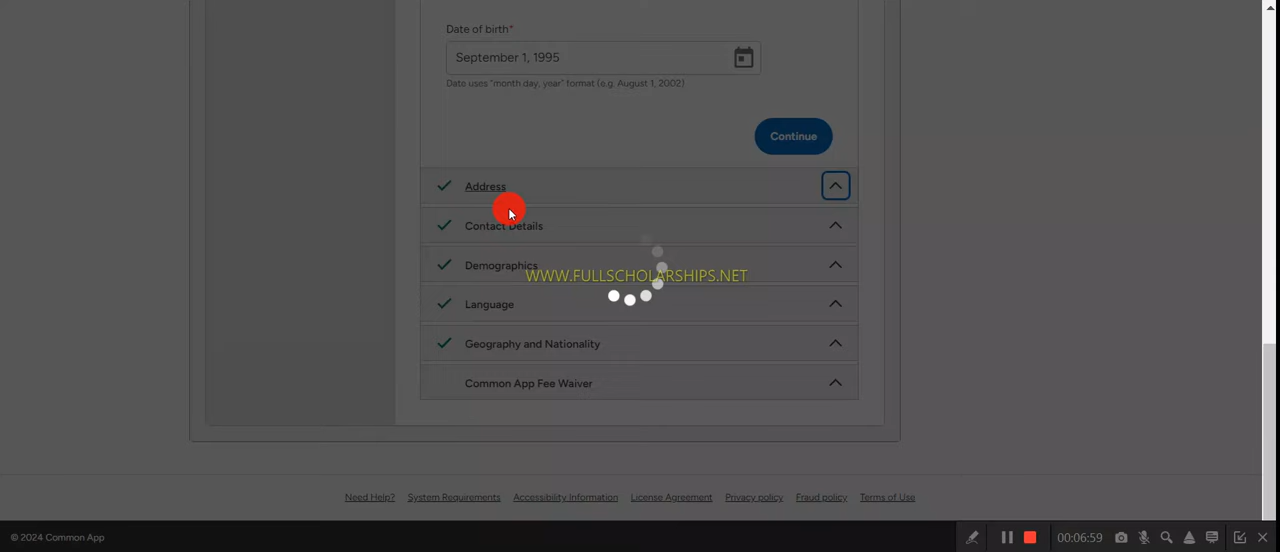 Date of birth*
September 1, 1995
Date uses "month day, year" format (e.g. August 1, 2002)
Continue
Address
Contact Details
Demographics
WWW.FULLSCHOLARSHIPS.NET
Language
Geography and Nationality
Common App Fee Waiver
Need Help? System Requirements Accessibility Information License Agreement Privacy policy Fraud policy Terms of Use
© 2024 Common App 00:06:59